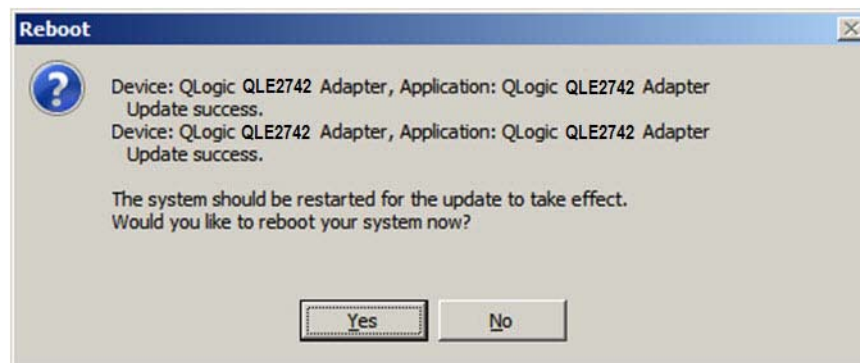 Reboot
Device: QLogic QLE2742 Adapter, Application: QLogic QLE2742 Adapter
Update success.
Device: QLogic QLE2742 Adapter, Application: QLogic QLE2742 Adapter
Update success.
The system should be restarted for the update to take effect.
Would you like to reboot your system now?
Yes No